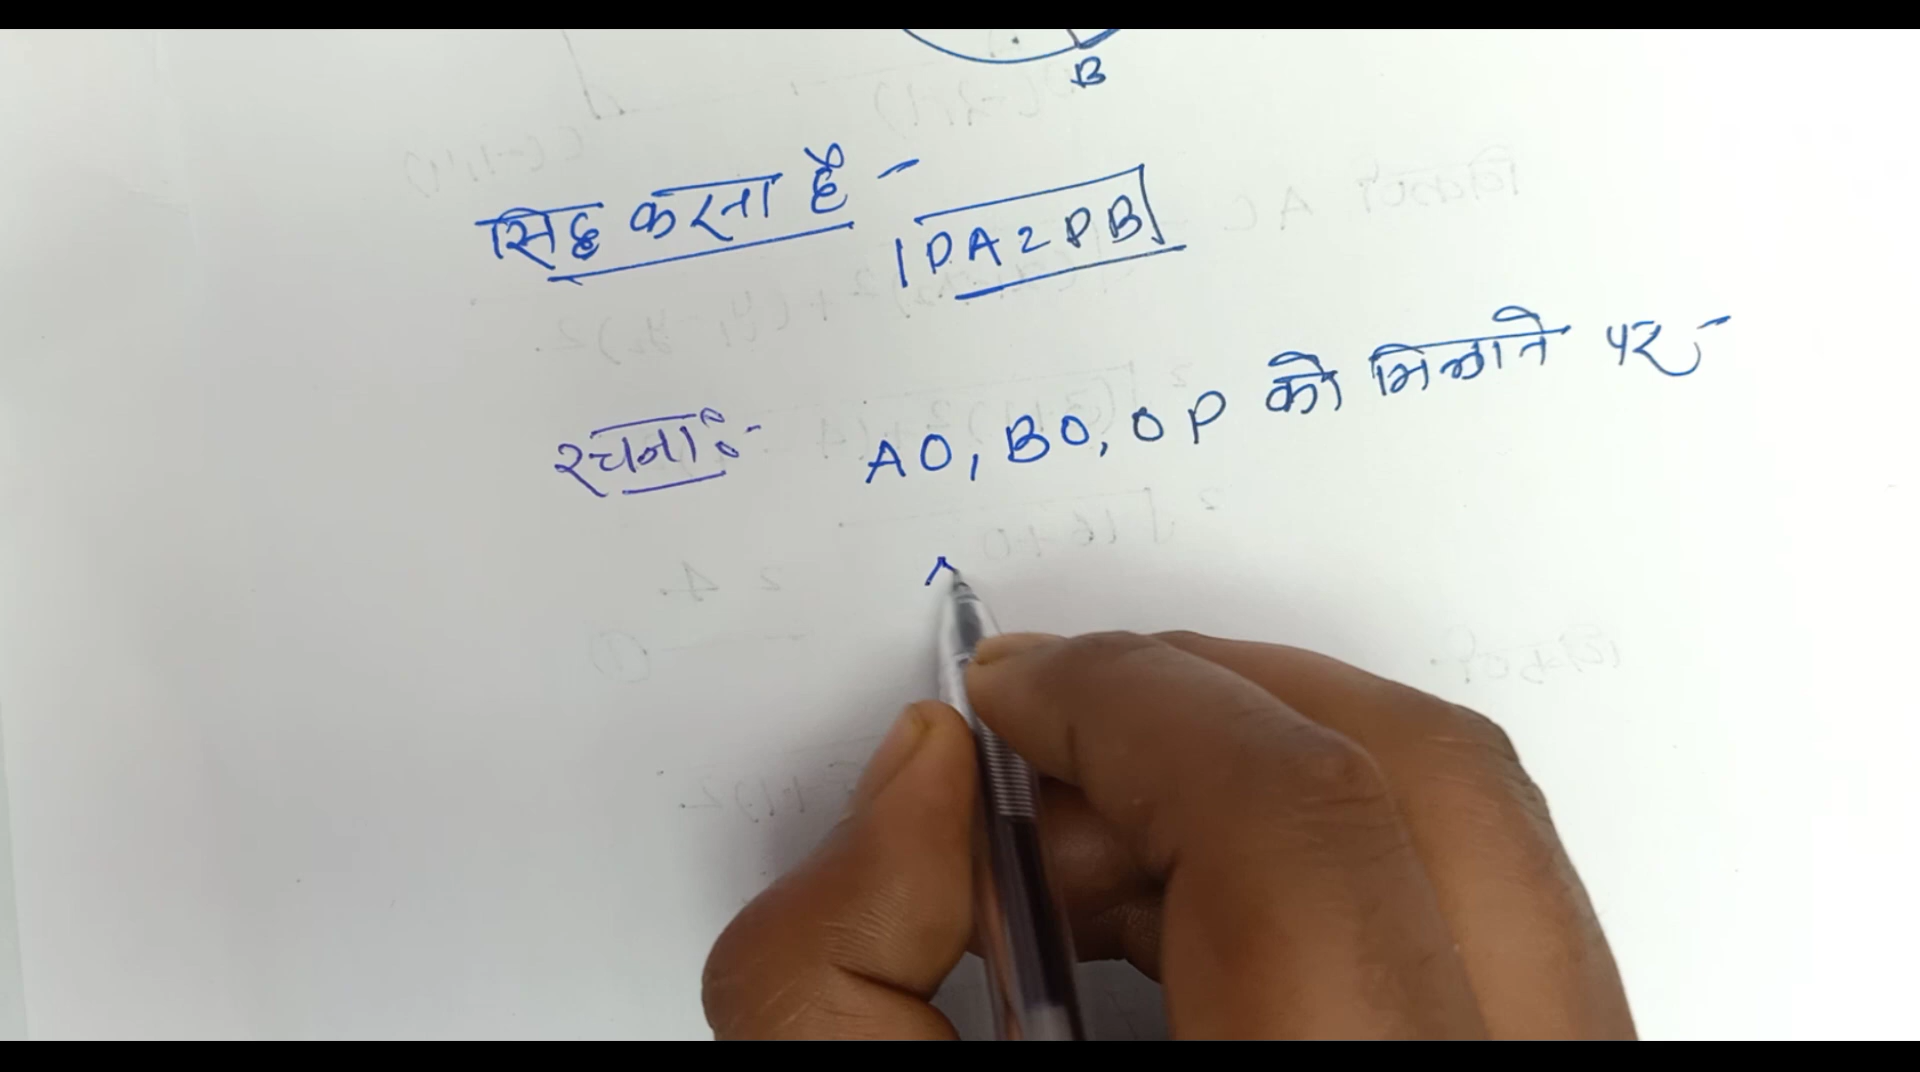 B
सिद्ध करना है -
PA = PB
रचना :- AO, BO, OP को मिलाने पर -